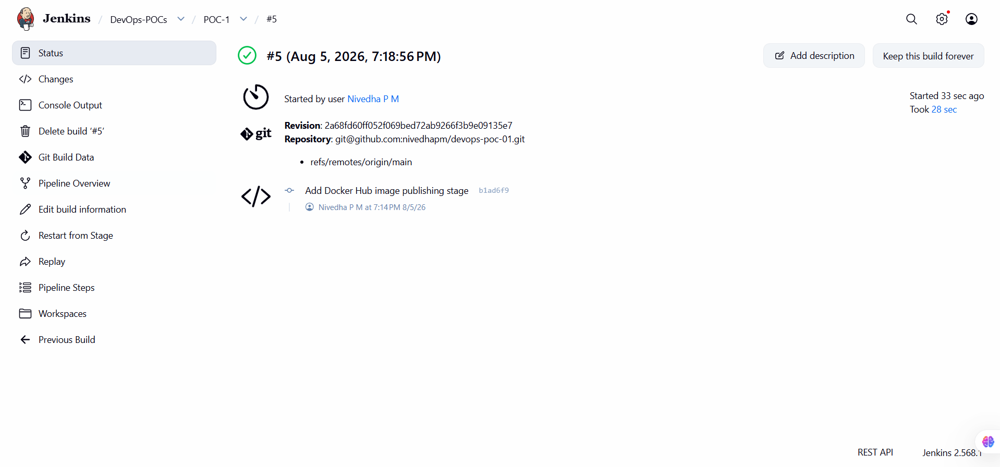 Jenkins / DevOps-POCs / POC-1 / #5
Status
Changes
Console Output
Delete build ‘#5’
Git Build Data
Pipeline Overview
Edit build information
Restart from Stage
Replay
Pipeline Steps
Workspaces
Previous Build
#5 (Aug 5, 2026, 7:18:56 PM)
Add description
Keep this build forever
Started by user Nivedha P M
Started 33 sec ago
Took 28 sec
git
Revision: 2a68fd60ff052f069bed72ab9266f3b9e09135e7
Repository: git@github.com:nivedhapm/devops-poc-01.git
• refs/remotes/origin/main
Add Docker Hub image publishing stage b1ad6f9
Nivedha P M at 7:14 PM 8/5/26
REST API
Jenkins 2.568.1